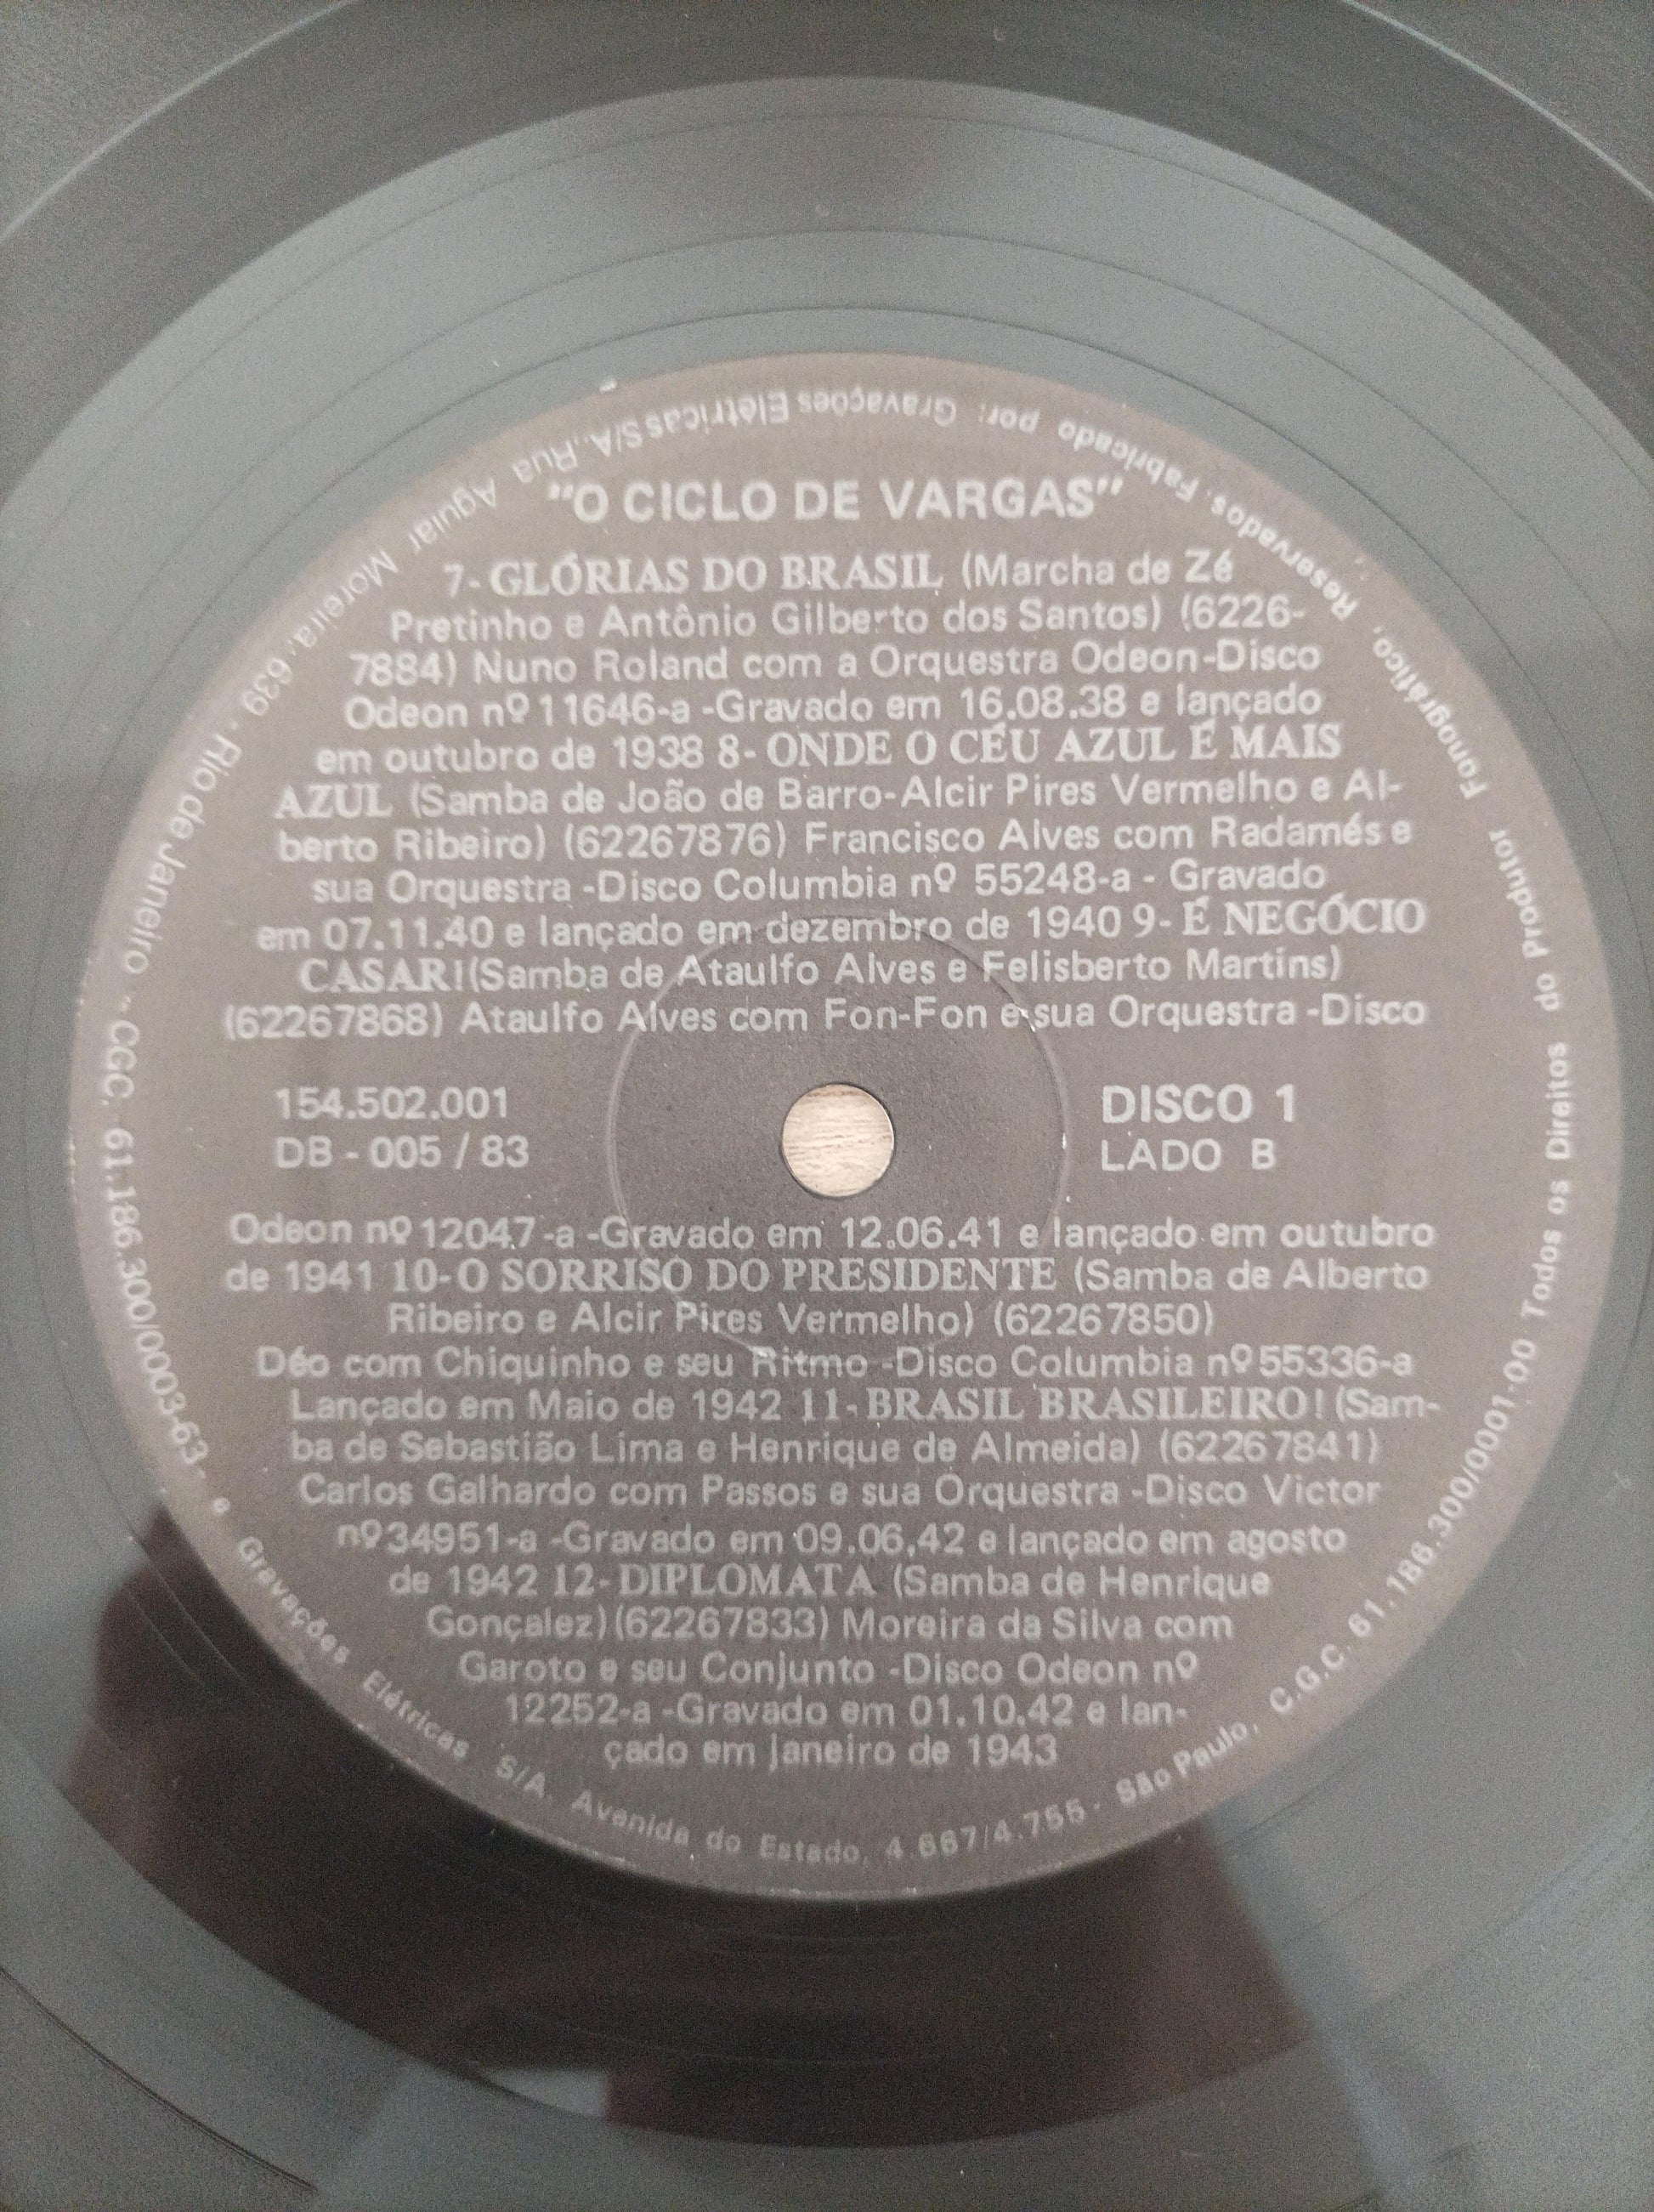 "O CICLO DE VARGAS"
7- GLÓRIAS DO BRASIL (Marcha de Zé
Pretinho e Antônio Gilberto dos Santos) (6226-
7884) Nuno Roland com a Orquestra Odeon-Disco
Odeon nº 11646-a -Gravado em 16.08.38 e lançado
em outubro de 1938 8- ONDE O CÉU AZUL É MAIS
AZUL (Samba de João de Barro-Alcir Pires Vermelho e Al-
berto Ribeiro) (62267876) Francisco Alves com Radamés e
sua Orquestra -Disco Columbia nº 55248-a - Gravado
em 07.11.40 e lançado em dezembro de 1940 9- É NEGÓCIO
CASAR! (Samba de Ataulfo Alves e Felisberto Martins)
(62267868) Ataulfo Alves com Fon-Fon e sua Orquestra -Disco
154.502.001
DB - 005 / 83
DISCO 1
LADO B
Odeon nº 12047-a -Gravado em 12.06.41 e lançado em outubro
de 1941 10- O SORRISO DO PRESIDENTE (Samba de Alberto
Ribeiro e Alcir Pires Vermelho) (62267850)
Déo com Chiquinho e seu Ritmo -Disco Columbia nº 55336-a
Lançado em Maio de 1942 11- BRASIL BRASILEIRO! (Sam-
ba de Sebastião Lima e Henrique de Almeida) (62267841)
Carlos Galhardo com Passos e sua Orquestra -Disco Victor
nº 34951-a -Gravado em 09.06.42 e lançado em agosto
de 1942 12- DIPLOMATA (Samba de Henrique
Gonçalez) (62267833) Moreira da Silva com
Garoto e seu Conjunto -Disco Odeon nº
12252-a -Gravado em 01.10.42 e lan-
çado em Janeiro de 1943
Todos os Direitos do Produtor Fonográfico, Reservados. Fabricado por: Gravações Elétricas S/A. Rua Aguiar Moreira, 639 - Rio de Janeiro - CGC. 61.186.300/0003-63- e Gravações Elétricas S/A. Avenida do Estado, 4.667/4.755 - São Paulo, C.G.C. 61.186.300/0001-00